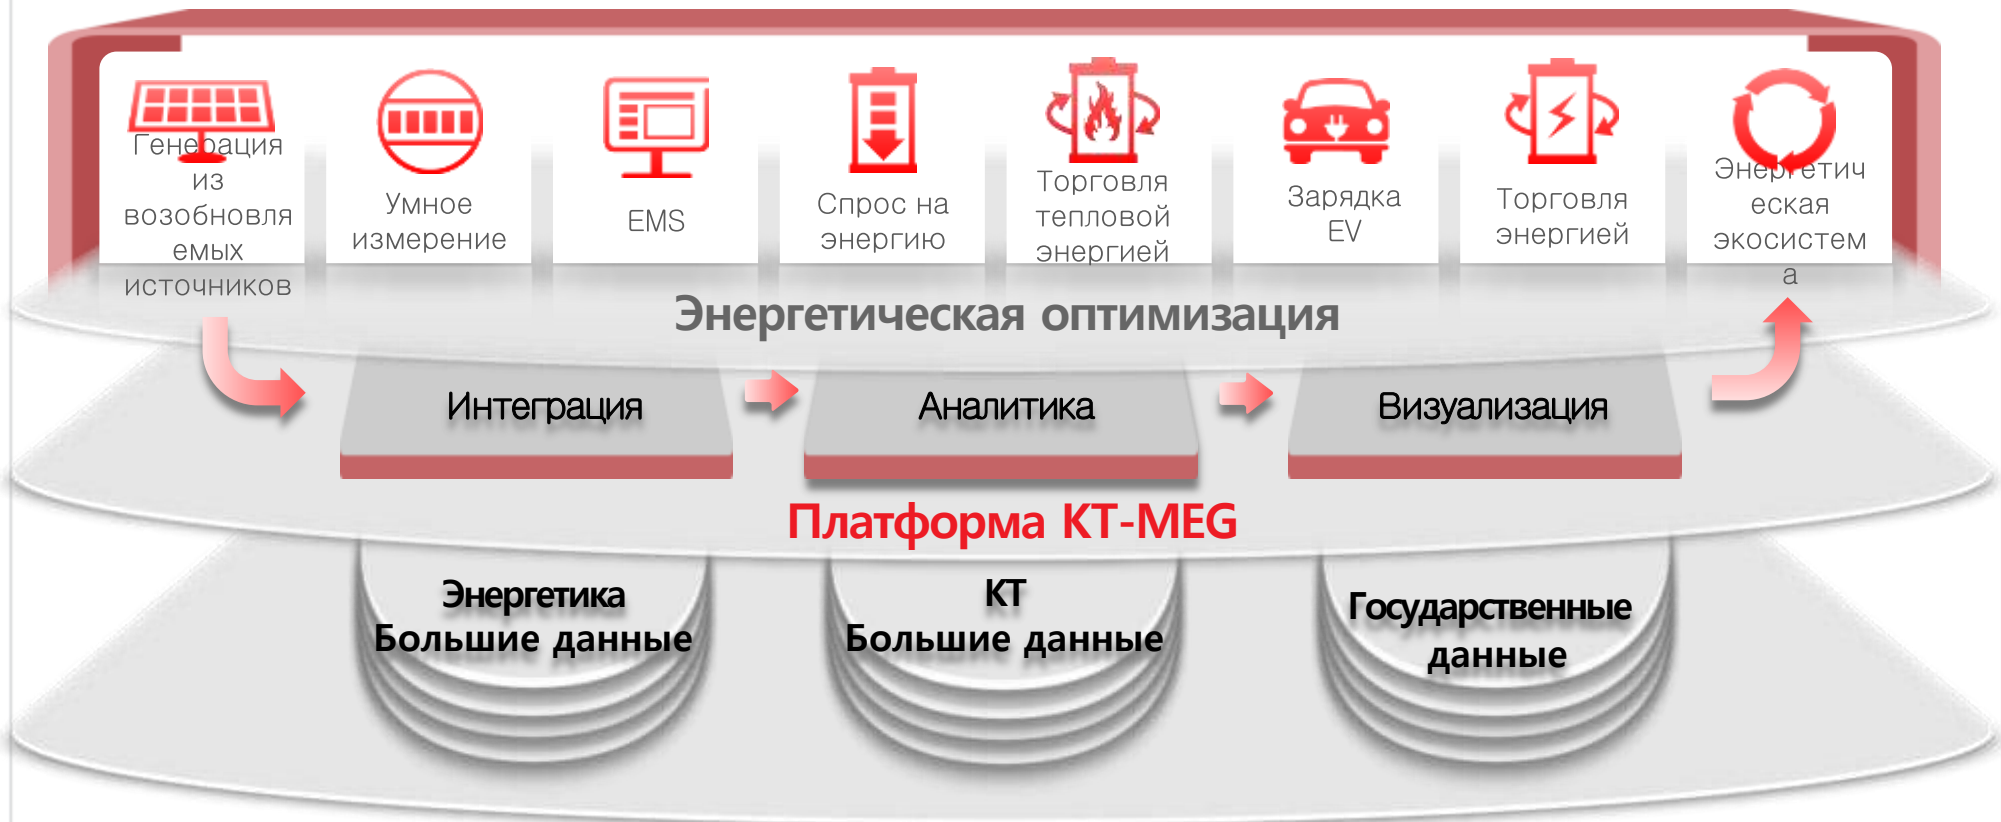 Генерация
из
возобновля
емых
источников
Умное
измерение
EMS
Спрос на
энергию
Торговля
тепловой
энергией
Зарядка
EV
Торговля
энергией
Энергетич
еская
экосистем
а
Энергетическая оптимизация
Интеграция
Аналитика
Визуализация
Платформа KT-MEG
Энергетика
Большие данные
КТ
Большие данные
Государственные
данные